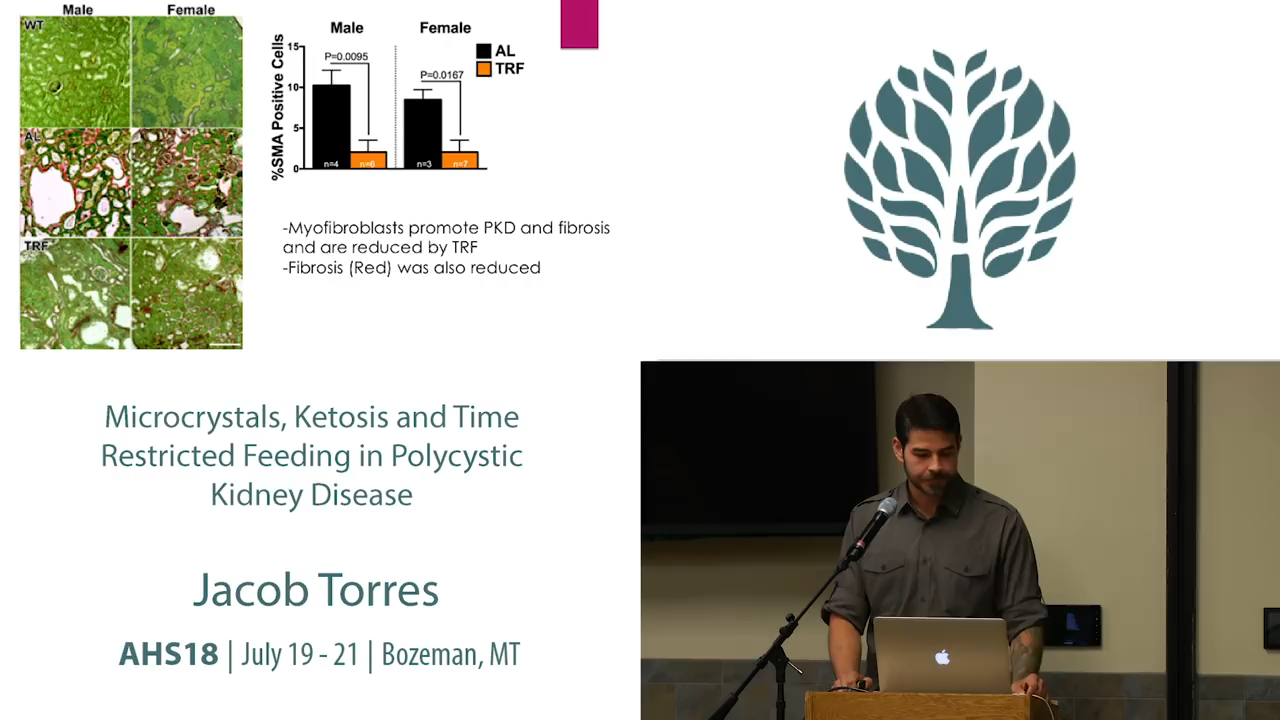 Male Female
WT
AL
TRF
Male Female
AL
TRF
%SMA Positive Cells
15
10
5
0
P=0.0095
P=0.0167
n=4 n=6 n=3 n=7
-Myofibroblasts promote PKD and fibrosis
and are reduced by TRF
-Fibrosis (Red) was also reduced
Microcrystals, Ketosis and Time
Restricted Feeding in Polycystic
Kidney Disease
Jacob Torres
AHS18 | July 19 - 21 | Bozeman, MT